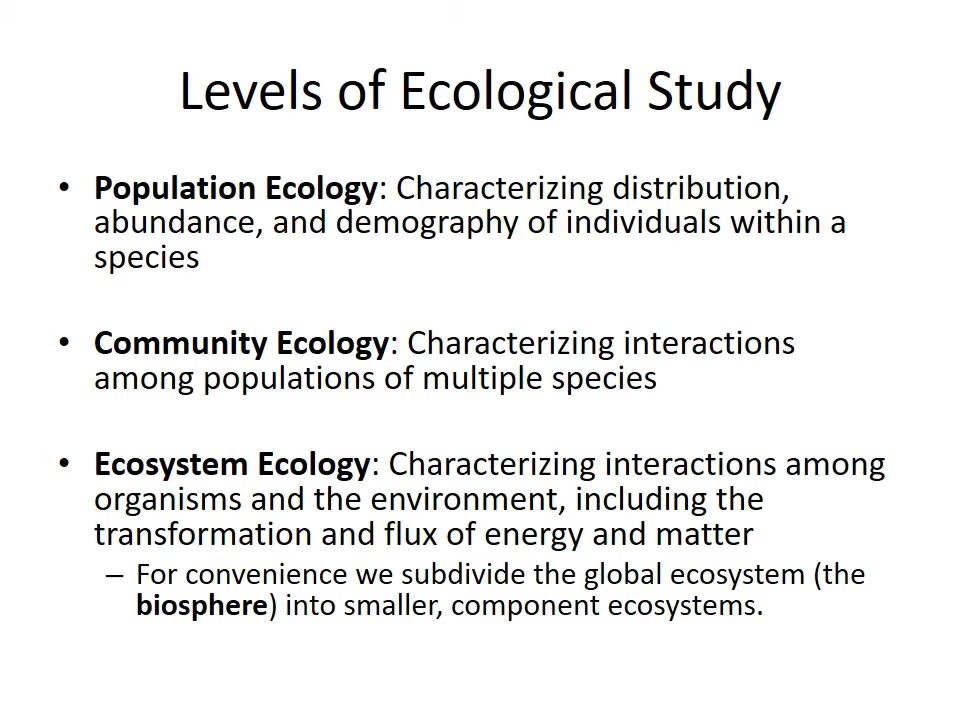 Levels of Ecological Study
• Population Ecology: Characterizing distribution,
abundance, and demography of individuals within a
species
• Community Ecology: Characterizing interactions
among populations of multiple species
• Ecosystem Ecology: Characterizing interactions among
organisms and the environment, including the
transformation and flux of energy and matter
– For convenience we subdivide the global ecosystem (the
biosphere) into smaller, component ecosystems.